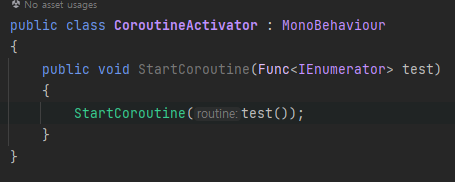 No asset usages
public class CoroutineActivator : MonoBehaviour
{
public void StartCoroutine(Func<IEnumerator> test)
{
StartCoroutine( routine: test());
}
}